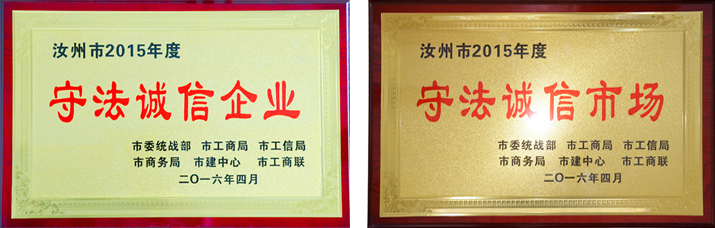 汝州市2015年度
守法诚信企业
市委统战部 市工商局 市工信局
市商务局 市建中心 市工商联
二〇一六年四月
汝州市2015年度
守法诚信市场
市委统战部 市工商局 市工信局
市商务局 市建中心 市工商联
二〇一六年四月